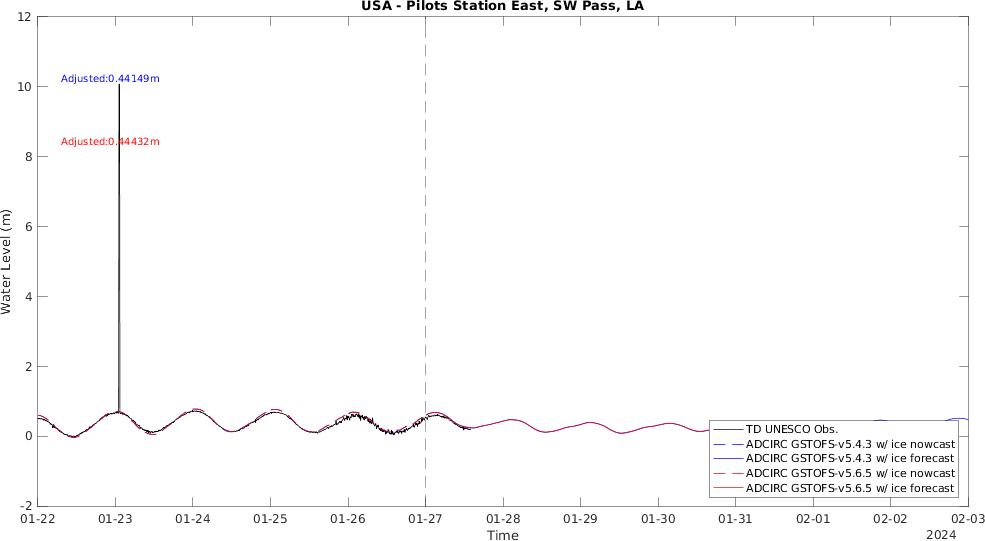 USA - Pilots Station East, SW Pass, LA
12
10
8
6
4
2
0
-2
Water Level (m)
Adjusted:0.44149m
Adjusted:0.44432m
TD UNESCO Obs.
ADCIRC GSTOFS-v5.4.3 w/ ice nowcast
ADCIRC GSTOFS-v5.4.3 w/ ice forecast
ADCIRC GSTOFS-v5.6.5 w/ ice nowcast
ADCIRC GSTOFS-v5.6.5 w/ ice forecast
01-22 01-23 01-24 01-25 01-26 01-27 01-28 01-29 01-30 01-31 02-01 02-02 02-03
Time
2024